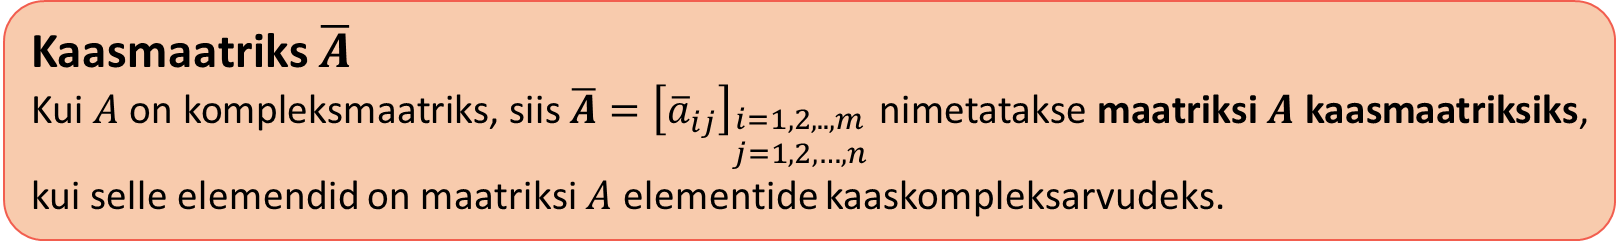 Kaasmaatriks A̅
Kui A on kompleksmaatriks, siis A̅ = [a̅ᵢⱼ] i=1,2,..,m nimetatakse maatriksi A kaasmaatriksiks,
j=1,2,…,n
kui selle elemendid on maatriksi A elementide kaaskompleksarvudeks.